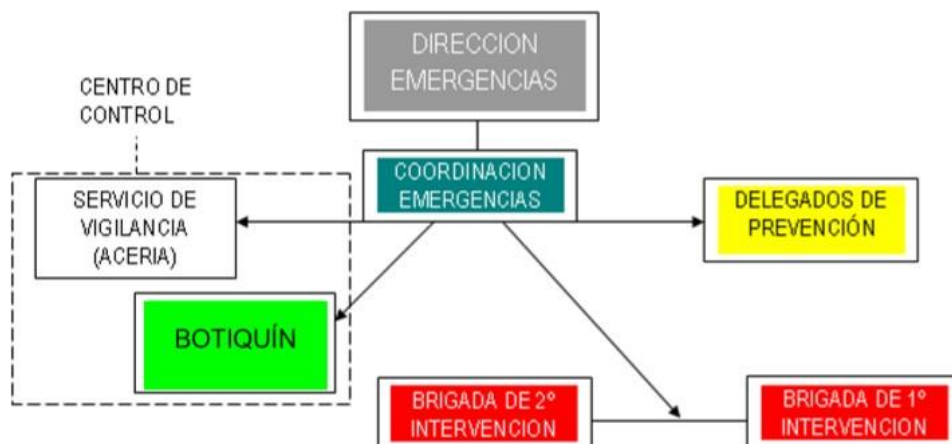 DIRECCION
EMERGENCIAS
CENTRO DE
CONTROL
COORDINACION
EMERGENCIAS
SERVICIO DE
VIGILANCIA
(ACERIA)
DELEGADOS DE
PREVENCIÓN
BOTIQUÍN
BRIGADA DE 2º
INTERVENCION
BRIGADA DE 1º
INTERVENCION